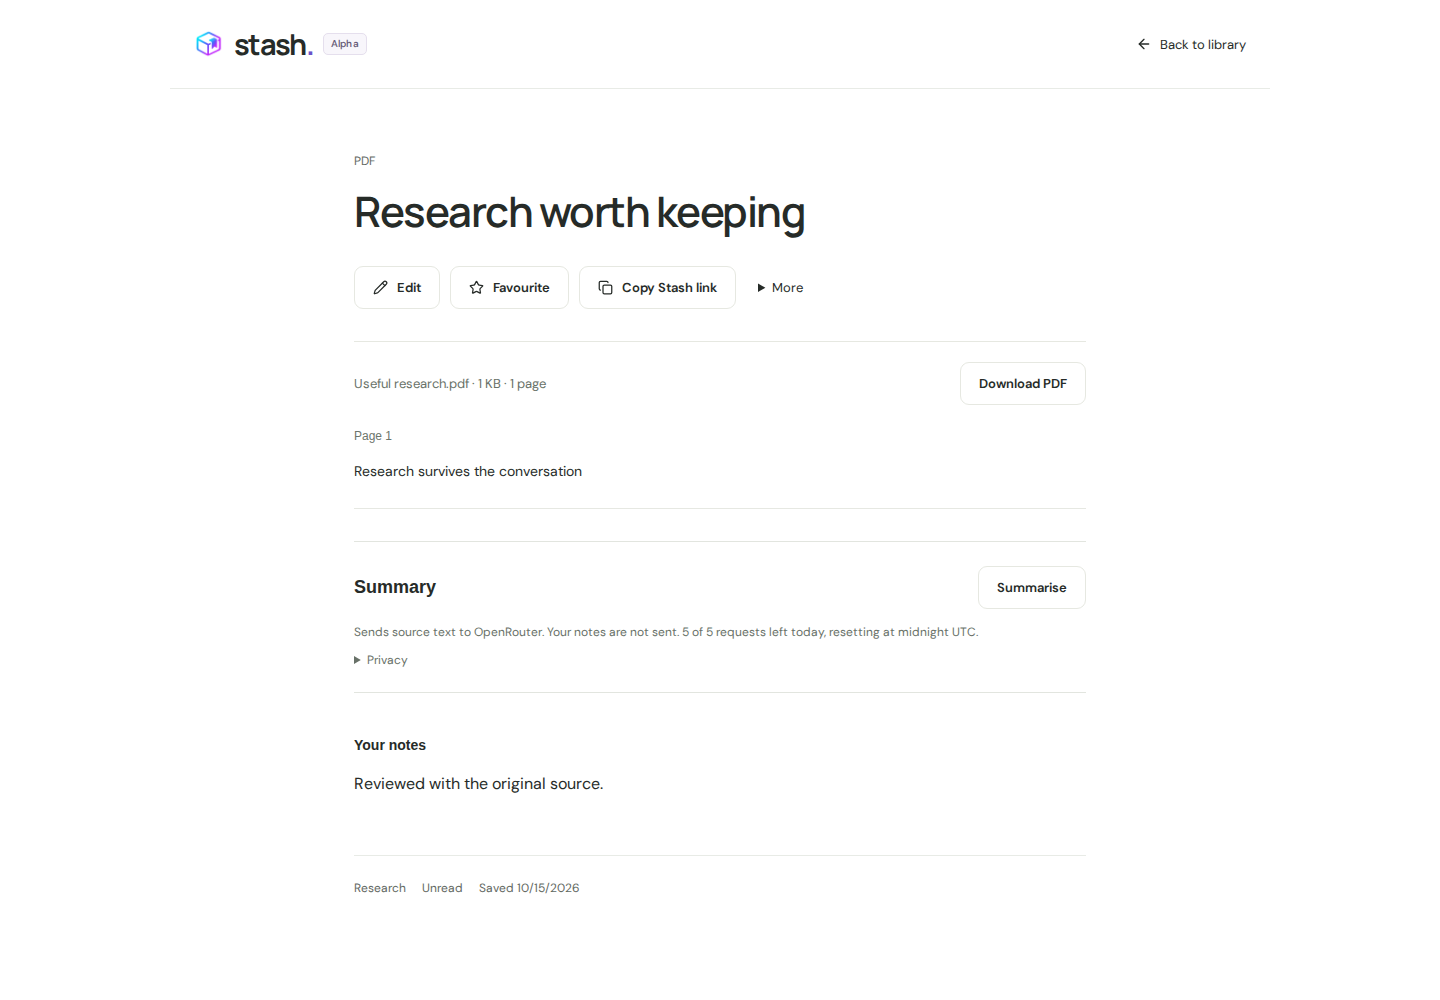 stash. Alpha
Back to library
PDF
Research worth keeping
Edit Favourite Copy Stash link More
Useful research.pdf · 1 KB · 1 page Download PDF
Page 1
Research survives the conversation
Summary Summarise
Sends source text to OpenRouter. Your notes are not sent. 5 of 5 requests left today, resetting at midnight UTC.
Privacy
Your notes
Reviewed with the original source.
Research Unread Saved 10/15/2026